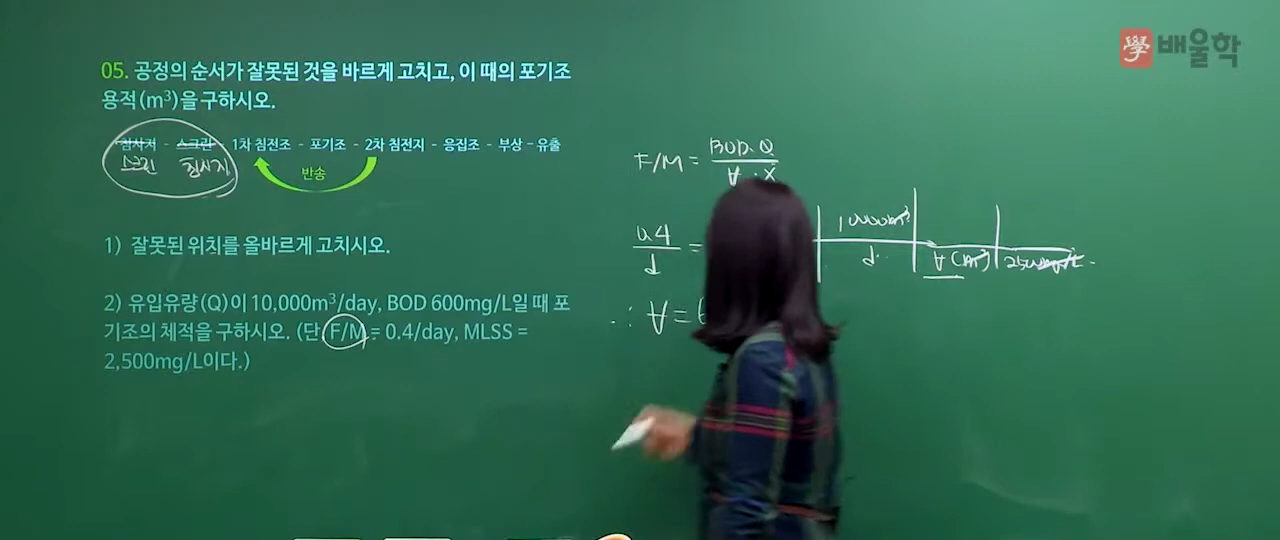 學 배울학
05. 공정의 순서가 잘못된 것을 바르게 고치고, 이 때의 포기조
용적(m³)을 구하시오.
침사지 - 스크린 - 1차 침전조 - 포기조 - 2차 침전지 - 응집조 - 부상 - 유출
스크린 침사지
반송
1) 잘못된 위치를 올바르게 고치시오.
2) 유입유량(Q)이 10,000m³/day, BOD 600mg/L일 때 포
기조의 체적을 구하시오. (단 F/M = 0.4/day, MLSS =
2,500mg/L이다.)
F/M = BOD·Q
∀ · X
0.4
d
=
10000m³
d
∀(m³)
2500mg/L
∴ ∀ = 6